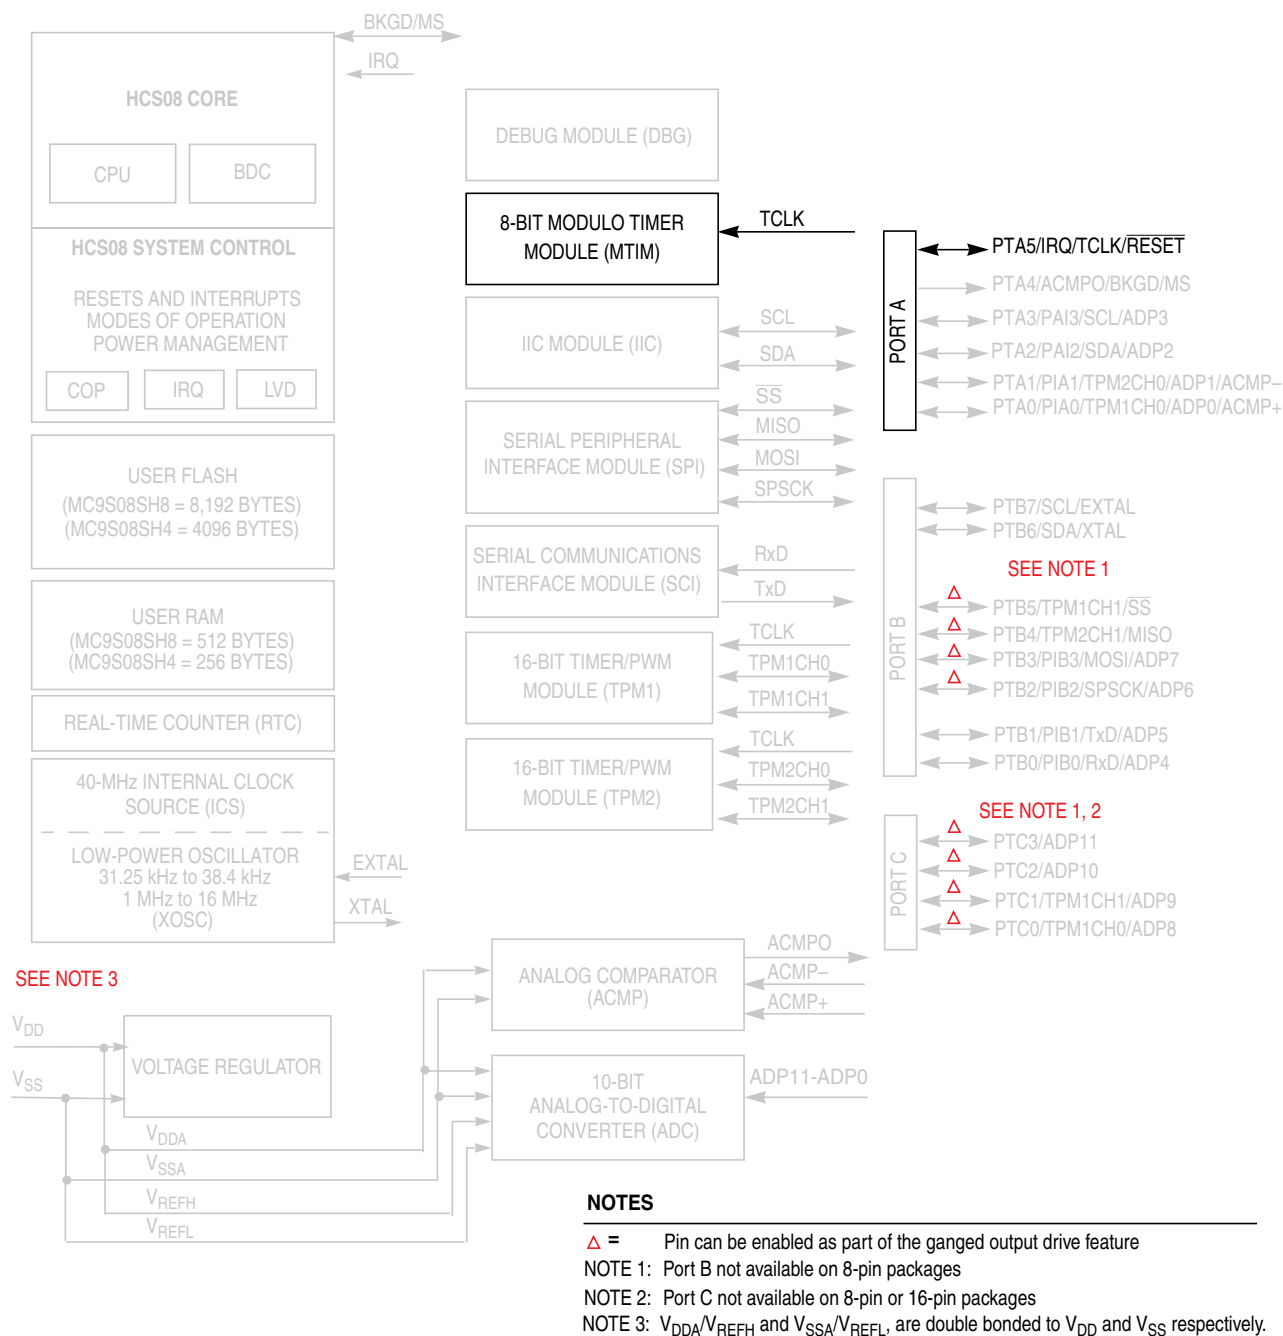 BKGD/MS
IRQ
HCS08 CORE
CPU
BDC
HCS08 SYSTEM CONTROL
RESETS AND INTERRUPTS
MODES OF OPERATION
POWER MANAGEMENT
COP
IRQ
LVD
USER FLASH
(MC9S08SH8 = 8,192 BYTES)
(MC9S08SH4 = 4096 BYTES)
USER RAM
(MC9S08SH8 = 512 BYTES)
(MC9S08SH4 = 256 BYTES)
REAL-TIME COUNTER (RTC)
40-MHz INTERNAL CLOCK
SOURCE (ICS)
LOW-POWER OSCILLATOR
31.25 kHz to 38.4 kHz
1 MHz to 16 MHz
(XOSC)
EXTAL
XTAL
SEE NOTE 3
VDD
VSS
VOLTAGE REGULATOR
VDDA
VSSA
VREFH
VREFL
DEBUG MODULE (DBG)
8-BIT MODULO TIMER
MODULE (MTIM)
TCLK
IIC MODULE (IIC)
SCL
SDA
SERIAL PERIPHERAL
INTERFACE MODULE (SPI)
SS
MISO
MOSI
SPSCK
SERIAL COMMUNICATIONS
INTERFACE MODULE (SCI)
RxD
TxD
16-BIT TIMER/PWM
MODULE (TPM1)
TCLK
TPM1CH0
TPM1CH1
16-BIT TIMER/PWM
MODULE (TPM2)
TCLK
TPM2CH0
TPM2CH1
ANALOG COMPARATOR
(ACMP)
ACMPO
ACMP–
ACMP+
10-BIT
ANALOG-TO-DIGITAL
CONVERTER (ADC)
ADP11-ADP0
PORT A
PTA5/IRQ/TCLK/RESET
PTA4/ACMPO/BKGD/MS
PTA3/PAI3/SCL/ADP3
PTA2/PAI2/SDA/ADP2
PTA1/PIA1/TPM2CH0/ADP1/ACMP–
PTA0/PIA0/TPM1CH0/ADP0/ACMP+
PORT B
PTB7/SCL/EXTAL
PTB6/SDA/XTAL
SEE NOTE 1
PTB5/TPM1CH1/SS
PTB4/TPM2CH1/MISO
PTB3/PIB3/MOSI/ADP7
PTB2/PIB2/SPSCK/ADP6
PTB1/PIB1/TxD/ADP5
PTB0/PIB0/RxD/ADP4
SEE NOTE 1, 2
PORT C
PTC3/ADP11
PTC2/ADP10
PTC1/TPM1CH1/ADP9
PTC0/TPM1CH0/ADP8
NOTES
△ = Pin can be enabled as part of the ganged output drive feature
NOTE 1: Port B not available on 8-pin packages
NOTE 2: Port C not available on 8-pin or 16-pin packages
NOTE 3: VDDA/VREFH and VSSA/VREFL, are double bonded to VDD and VSS respectively.